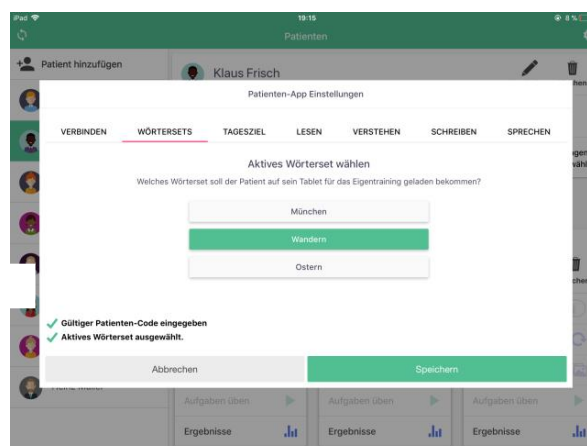 iPad 19:15 8 %
Patienten
Patient hinzufügen
Klaus Frisch
Patienten-App Einstellungen
VERBINDEN WÖRTERSETS TAGESZIEL LESEN VERSTEHEN SCHREIBEN SPRECHEN
Aktives Wörterset wählen
Welches Wörterset soll der Patient auf sein Tablet für das Eigentraining geladen bekommen?
München
Wandern
Ostern
Gültiger Patienten-Code eingegeben
Aktives Wörterset ausgewählt.
Abbrechen Speichern
Aufgaben üben Aufgaben üben Aufgaben üben
Ergebnisse Ergebnisse Ergebnisse